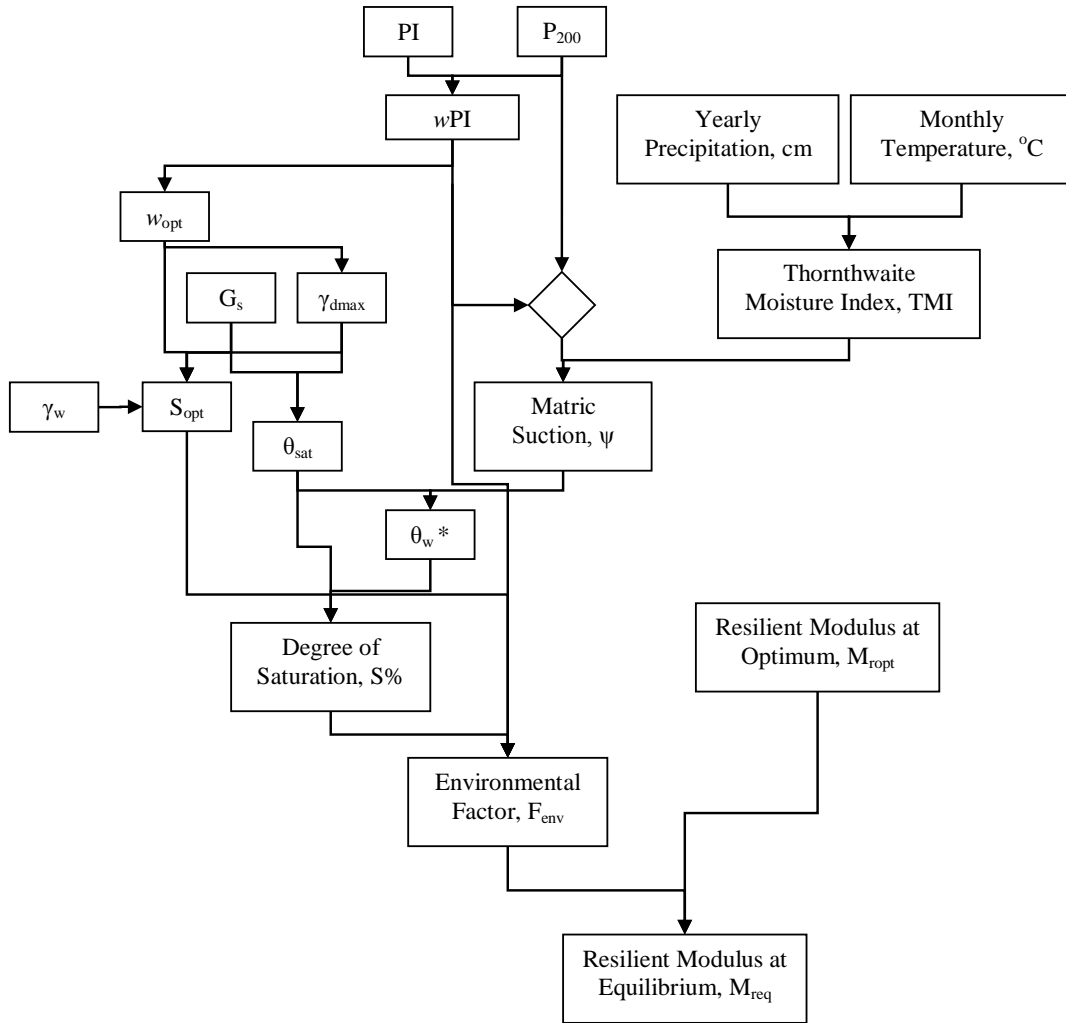 PI
P200
wPI
Yearly
Precipitation, cm
Monthly
Temperature, °C
wopt
Gs
γdmax
Thornthwaite
Moisture Index, TMI
γw
Sopt
Matric
Suction, ψ
θsat
θw *
Degree of
Saturation, S%
Resilient Modulus at
Optimum, Mropt
Environmental
Factor, Fenv
Resilient Modulus at
Equilibrium, Mreq